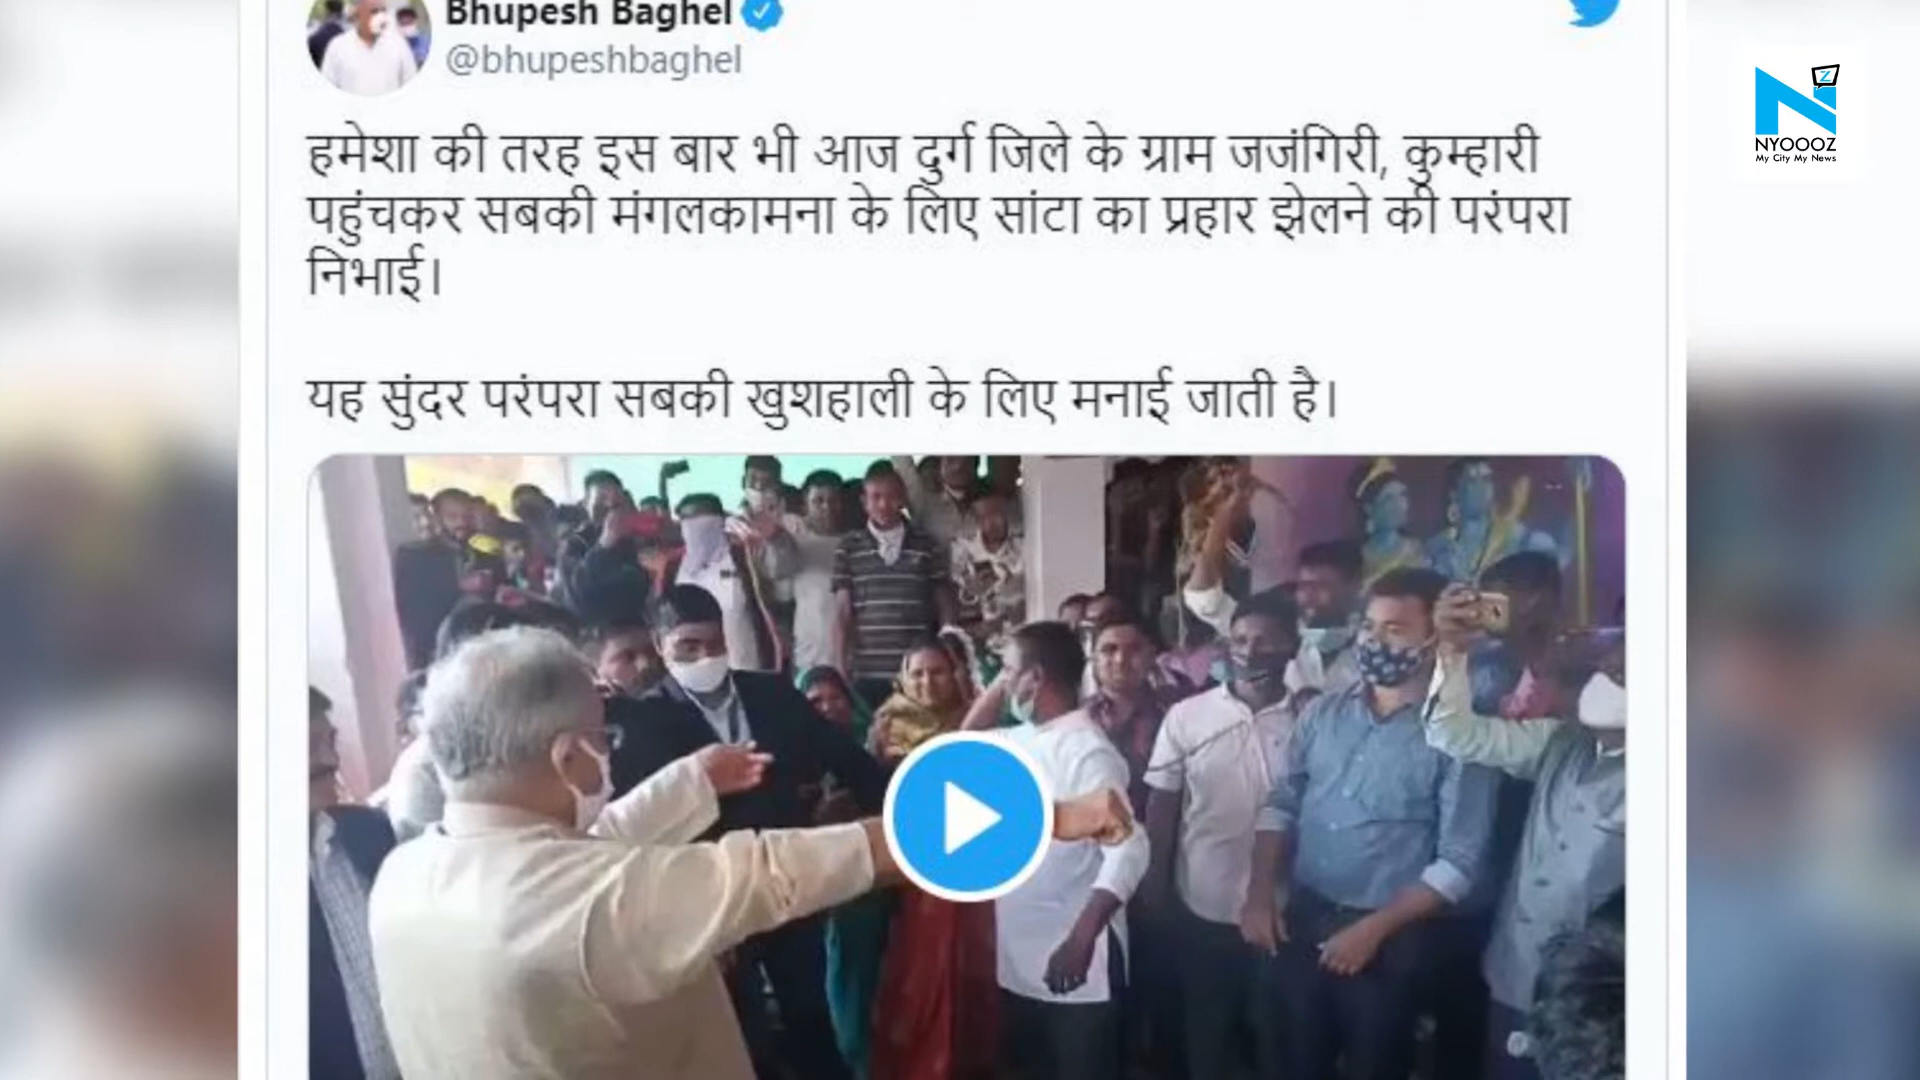 Bhupesh Baghel
@bhupeshbaghel
हमेशा की तरह इस बार भी आज दुर्ग जिले के ग्राम जजंगिरी, कुम्हारी
पहुंचकर सबकी मंगलकामना के लिए सांटा का प्रहार झेलने की परंपरा
निभाई।
यह सुंदर परंपरा सबकी खुशहाली के लिए मनाई जाती है।
Z
NYOOOZ
My City My News